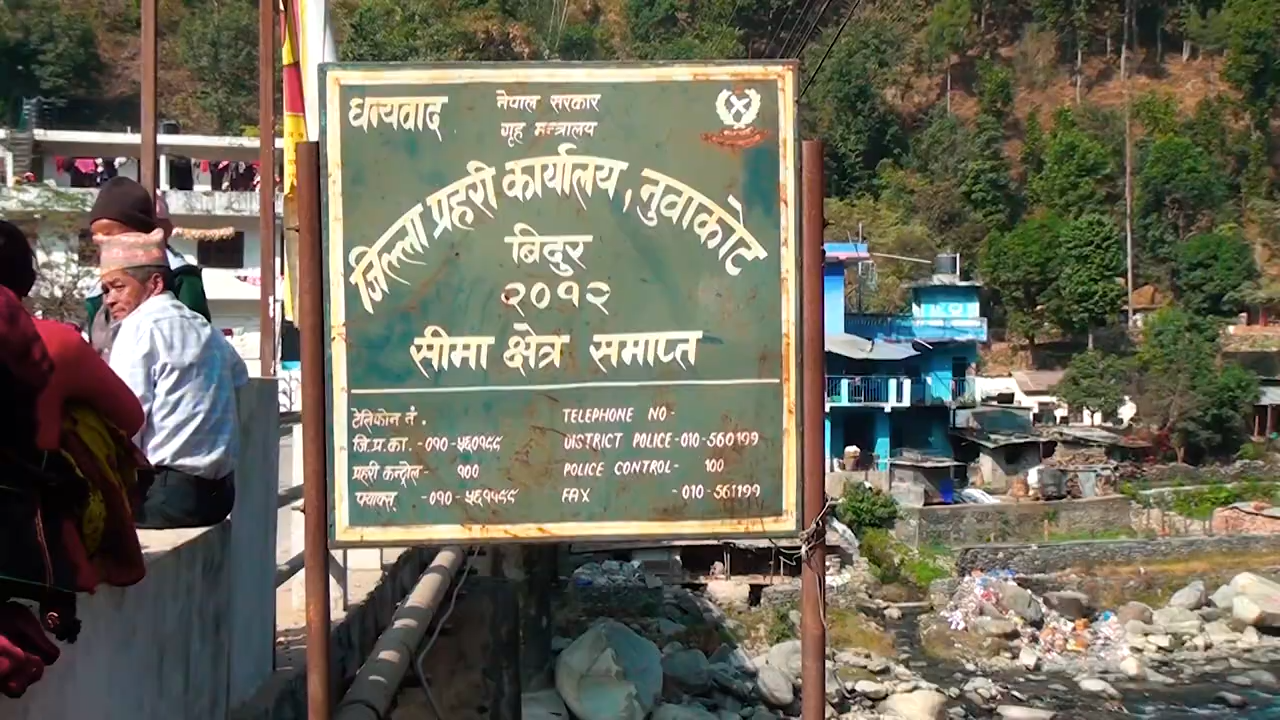 धन्यवाद
नेपाल सरकार
गृह मन्त्रालय
जिल्ला प्रहरी कार्यालय, नुवाकोट
बिदुर
२०१२
सीमा क्षेत्र समाप्त
टेलिफोन नं.
जि.प्र.का. -०१०-५६०१९९
प्रहरी कन्ट्रोल- १००
फ्याक्स् -०१०-५६११९९
TELEPHONE NO-
DISTRICT POLICE-010-560199
POLICE CONTROL- 100
FAX -010-561199